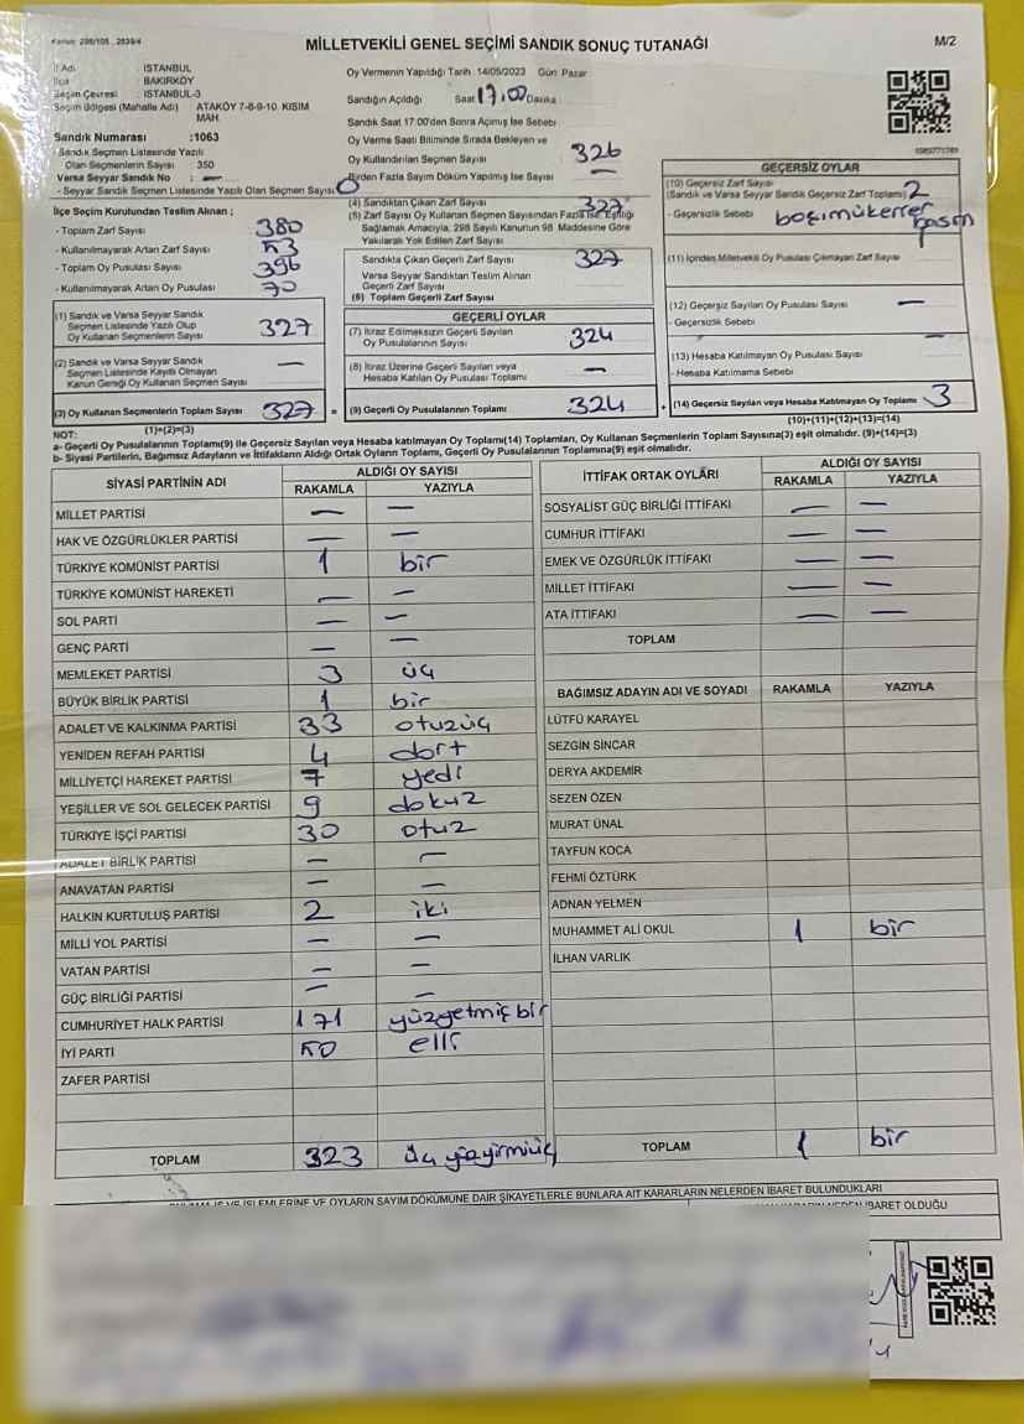 MİLLETVEKİLİ GENEL SEÇİMİ SANDIK SONUÇ TUTANAĞI
M/2
İl Adı İSTANBUL
İlçe BAKIRKÖY
Seçim Çevresi : İSTANBUL-3
Seçim Bölgesi (Mahalle Adı) ATAKÖY 7-8-9-10. KISIM MAH.
Sandık Numarası :1063
Sandık Seçmen Listesinde Yazılı
Olan Seçmenlerin Sayısı : 350
Varsa Seyyar Sandık No : —
- Seyyar Sandık Seçmen Listesinde Yazılı Olan Seçmen Sayısı 0
Oy Vermenin Yapıldığı Tarih : 14/05/2023 Gün: Pazar
Sandığın Açıldığı Saat 17:00 Dakika
Sandık Saat 17:00'den Sonra Açılmış İse Sebebi
Oy Verme Saati Bitiminde Sırada Bekleyen ve
Oy Kullandırılan Seçmen Sayısı 326
Birden Fazla Sayım Döküm Yapılmış İse Sayısı —
(4) Sandıktan Çıkan Zarf Sayısı 327
(5) Zarf Sayısı Oy Kullanan Seçmen Sayısından Fazla İse, Eşitliği
Sağlamak Amacıyla, 298 Sayılı Kanunun 98. Maddesine Göre
Yakılarak Yok Edilen Zarf Sayısı
Sandıkta Çıkan Geçerli Zarf Sayısı 327
Varsa Seyyar Sandıktan Teslim Alınan
Geçerli Zarf Sayısı
(6) Toplam Geçerli Zarf Sayısı
İlçe Seçim Kurulundan Teslim Alınan ;
- Toplam Zarf Sayısı 380
- Kullanılmayarak Artan Zarf Sayısı 53
- Toplam Oy Pusulası Sayısı 396
- Kullanılmayarak Artan Oy Pusulası 70
(1) Sandık ve Varsa Seyyar Sandık
Seçmen Listesinde Yazılı Olup
Oy Kullanan Seçmenlerin Sayısı 327
(2) Sandık ve Varsa Seyyar Sandık
Seçmen Listesinde Kayıtlı Olmayan
Kanun Gereği Oy Kullanan Seçmen Sayısı —
(3) Oy Kullanan Seçmenlerin Toplam Sayısı 327 =
(1)+(2)=(3)
GEÇERLİ OYLAR
(7) İtiraz Edilmeksizin Geçerli Sayılan
Oy Pusulalarının Sayısı 324
(8) İtiraz Üzerine Geçerli Sayılan veya
Hesaba Katılan Oy Pusulası Toplamı —
(9) Geçerli Oy Pusulalarının Toplamı 324 +
GEÇERSİZ OYLAR
(10) Geçersiz Zarf Sayısı
(Sandık ve Varsa Seyyar Sandık Geçersiz Zarf Toplamı) 2
- Geçersizlik Sebebi
(11) İçinden Milletvekili Oy Pusulası Çıkmayan Zarf Sayısı
(12) Geçersiz Sayılan Oy Pusulası Sayısı —
- Geçersizlik Sebebi
(13) Hesaba Katılmayan Oy Pusulası Sayısı —
- Hesaba Katılmama Sebebi
(14) Geçersiz Sayılan veya Hesaba Katılmayan Oy Toplamı 3
(10)+(11)+(12)+(13)=(14)
NOT:
a- Geçerli Oy Pusulalarının Toplamı(9) ile Geçersiz Sayılan veya Hesaba katılmayan Oy Toplamı(14) Toplamları, Oy Kullanan Seçmenlerin Toplam Sayısına(3) eşit olmalıdır. (9)+(14)=(3)
b- Siyasi Partilerin, Bağımsız Adayların ve İttifakların Aldığı Ortak Oyların Toplamı, Geçerli Oy Pusulalarının Toplamına(9) eşit olmalıdır.
SİYASİ PARTİNİN ADI ALDIĞI OY SAYISI
RAKAMLA YAZIYLA
MİLLET PARTİSİ — —
HAK VE ÖZGÜRLÜKLER PARTİSİ — —
TÜRKİYE KOMÜNİST PARTİSİ 1 bir
TÜRKİYE KOMÜNİST HAREKETİ — —
SOL PARTİ — —
GENÇ PARTİ — —
MEMLEKET PARTİSİ 3 üç
BÜYÜK BİRLİK PARTİSİ 1 bir
ADALET VE KALKINMA PARTİSİ 33 otuzüç
YENİDEN REFAH PARTİSİ 4 dört
MİLLİYETÇİ HAREKET PARTİSİ 7 yedi
YEŞİLLER VE SOL GELECEK PARTİSİ 9 dokuz
TÜRKİYE İŞÇİ PARTİSİ 30 otuz
ADALET BİRLİK PARTİSİ — —
ANAVATAN PARTİSİ — —
HALKIN KURTULUŞ PARTİSİ 2 iki
MİLLİ YOL PARTİSİ — —
VATAN PARTİSİ — —
GÜÇ BİRLİĞİ PARTİSİ — —
CUMHURİYET HALK PARTİSİ 171 yüzyetmişbir
İYİ PARTİ 50 elli
ZAFER PARTİSİ
TOPLAM 323 üçyüzyirmiüç
İTTİFAK ORTAK OYLARI ALDIĞI OY SAYISI
RAKAMLA YAZIYLA
SOSYALİST GÜÇ BİRLİĞİ İTTİFAKI — —
CUMHUR İTTİFAKI — —
EMEK VE ÖZGÜRLÜK İTTİFAKI — —
MİLLET İTTİFAKI — —
ATA İTTİFAKI — —
TOPLAM
BAĞIMSIZ ADAYIN ADI VE SOYADI RAKAMLA YAZIYLA
LÜTFÜ KARAYEL
SEZGİN SİNCAR
DERYA AKDEMİR
SEZEN ÖZEN
MURAT ÜNAL
TAYFUN KOCA
FEHMİ ÖZTÜRK
ADNAN YELMEN
MUHAMMET ALİ OKUL 1 bir
İLHAN VARLIK
TOPLAM 1 bir
İŞLEMLERİNE VE OYLARIN SAYIM DÖKÜMÜNE DAİR ŞİKAYETLERLE BUNLARA AİT KARARLARIN NELERDEN İBARET BULUNDUKLARI
İBARET OLDUĞU